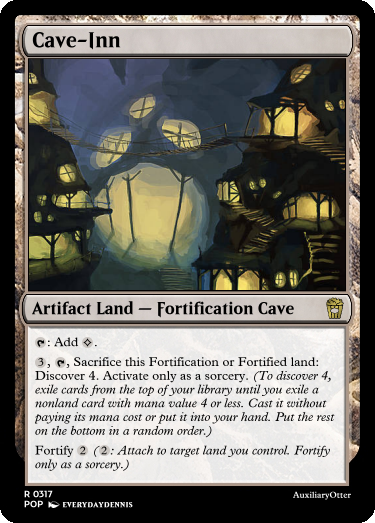 Cave-Inn
Artifact Land — Fortification Cave
{T}: Add {C}.
{3}, {T}, Sacrifice this Fortification or Fortified land:
Discover 4. Activate only as a sorcery. (To discover 4,
exile cards from the top of your library until you exile a
nonland card with mana value 4 or less. Cast it without
paying its mana cost or put it into your hand. Put the rest
on the bottom in a random order.)
Fortify {2} ({2}: Attach to target land you control. Fortify
only as a sorcery.)
R 0317
POP EVERYDAYDENNIS
AuxiliaryOtter